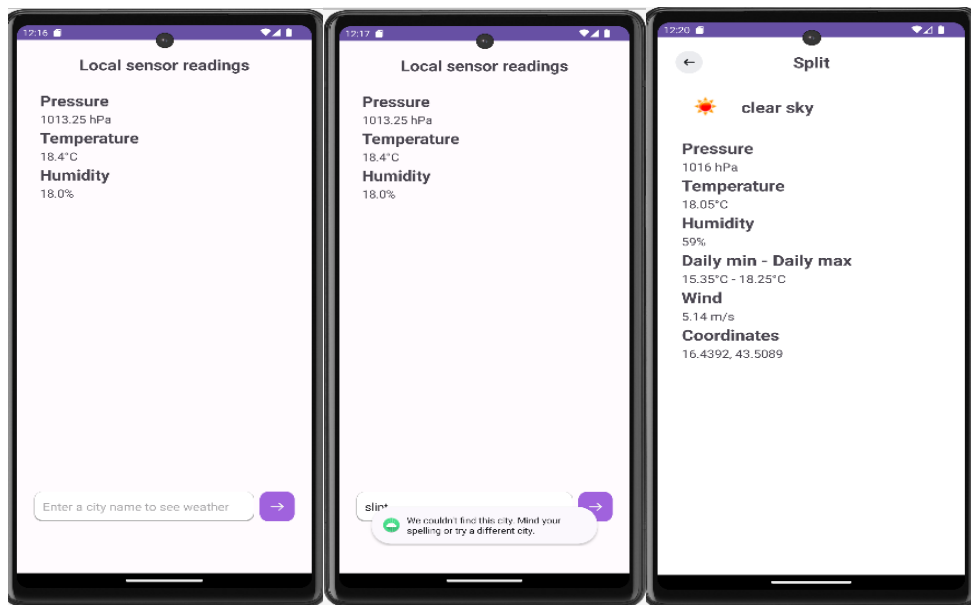 12:16
Local sensor readings
Pressure
1013.25 hPa
Temperature
18.4°C
Humidity
18.0%
Enter a city name to see weather
12:17
Local sensor readings
Pressure
1013.25 hPa
Temperature
18.4°C
Humidity
18.0%
slipt
We couldn't find this city. Mind your
spelling or try a different city.
12:20
Split
clear sky
Pressure
1016 hPa
Temperature
18.05°C
Humidity
59%
Daily min - Daily max
15.35°C - 18.25°C
Wind
5.14 m/s
Coordinates
16.4392, 43.5089